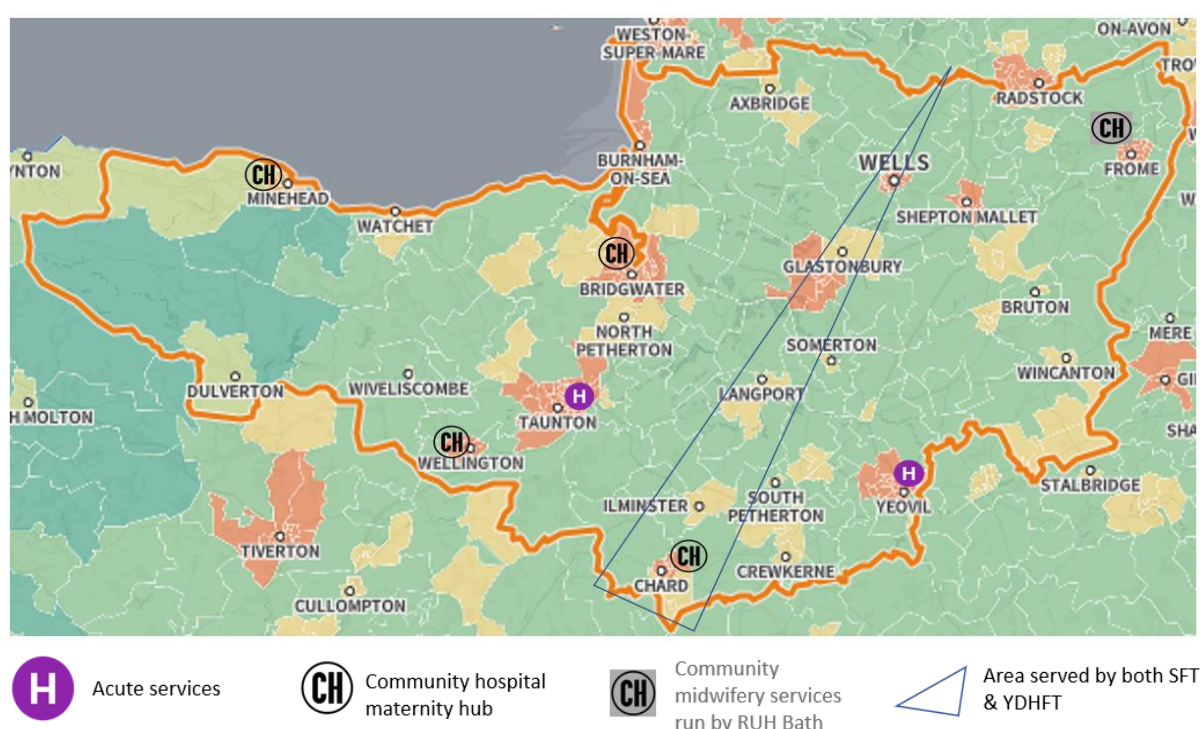 WESTON-
SUPER-MARE
ON-AVON
TRO
AXBRIDGE
RADSTOCK
CH
FROME
YNTON
BURNHAM-
ON-SEA
WELLS
CH
MINEHEAD
SHEPTON MALLET
WATCHET
CH
BRIDGWATER
GLASTONBURY
BRUTON
NORTH
PETHERTON
MERE
SOMERTON
WINCANTON
GI
DULVERTON
WIVELISCOMBE
LANGPORT
H MOLTON
H
TAUNTON
SHA
CH
WELLINGTON
H
YEOVIL
STALBRIDGE
ILMINSTER
SOUTH
PETHERTON
TIVERTON
CH
CHARD
CREWKERNE
CULLOMPTON
H
Acute services
CH
Community hospital
maternity hub
CH
Community
midwifery services
run by RUH Bath
Area served by both SFT
& YDHFT